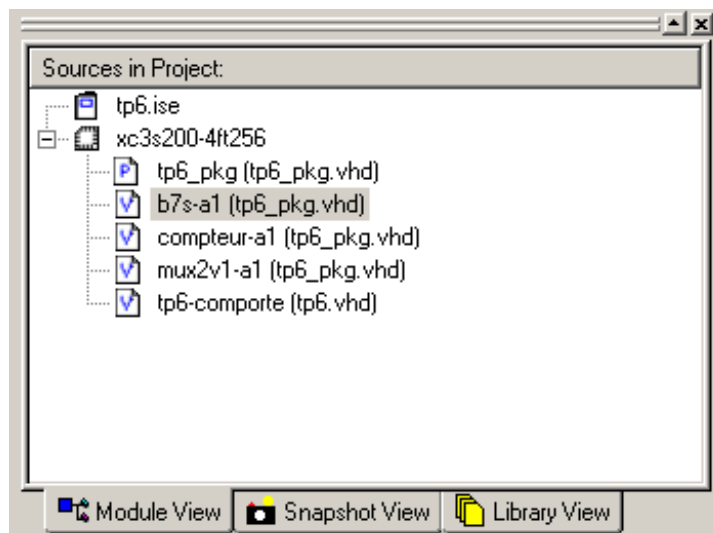 Sources in Project:
tp6.ise
xc3s200-4ft256
tp6_pkg (tp6_pkg.vhd)
b7s-a1 (tp6_pkg.vhd)
compteur-a1 (tp6_pkg.vhd)
mux2v1-a1 (tp6_pkg.vhd)
tp6-comporte (tp6.vhd)
Module View Snapshot View Library View